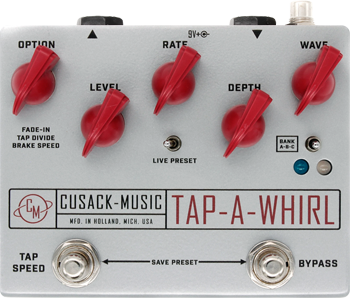 9V+
OPTION
RATE
WAVE
LEVEL
DEPTH
FADE-IN
TAP DIVIDE
BRAKE SPEED
LIVE PRESET
BANK
A-B-C
CM
CUSACK-MUSIC
MFD. IN HOLLAND, MICH. USA
TAP-A-WHIRL
TAP
SPEED
SAVE PRESET
BYPASS